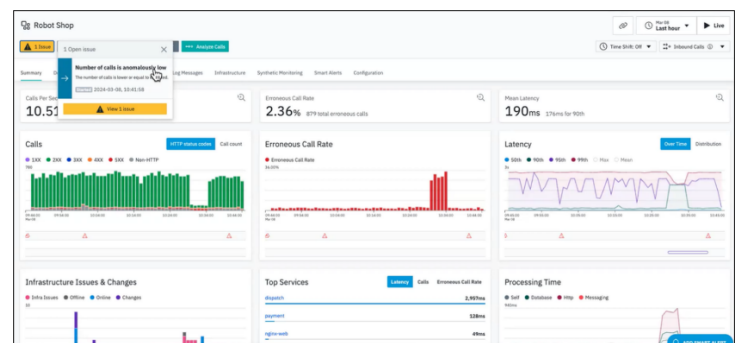 Robot Shop
Mar 08
Last hour
Live
1 Issue
1 Open issue
Analyze Calls
Time Shift: Off
Inbound Calls
Number of calls is anomalously low
The number of calls is lower or equal to
2024-03-08, 10:41:58
View 1 issue
Summary
Log Messages
Infrastructure
Synthetic Monitoring
Smart Alerts
Configuration
Calls Per Sec
10.51
Erroneous Call Rate
2.36% 879 total erroneous calls
Mean Latency
190ms 176ms for 90th
Calls
HTTP status codes
Call count
1XX 2XX 3XX 4XX 5XX Non-HTTP
Erroneous Call Rate
Erroneous Call Rate
Latency
Over Time
Distribution
50th 90th 95th 99th Max Mean
Infrastructure Issues & Changes
Infra Issues Offline Online Changes
Top Services
Latency
Calls
Erroneous Call Rate
dispatch 2,957ms
payment 128ms
nginx-web 49ms
Processing Time
Self Database Http Messaging
ADD SMART ALERT